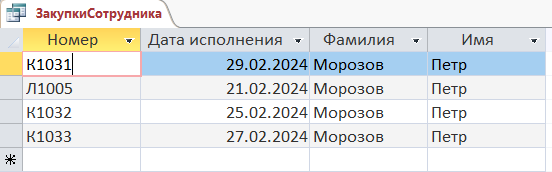 ЗакупкиСотрудника
Номер Дата исполнения Фамилия Имя
К1031 29.02.2024 Морозов Петр
Л1005 21.02.2024 Морозов Петр
К1032 25.02.2024 Морозов Петр
К1033 27.02.2024 Морозов Петр